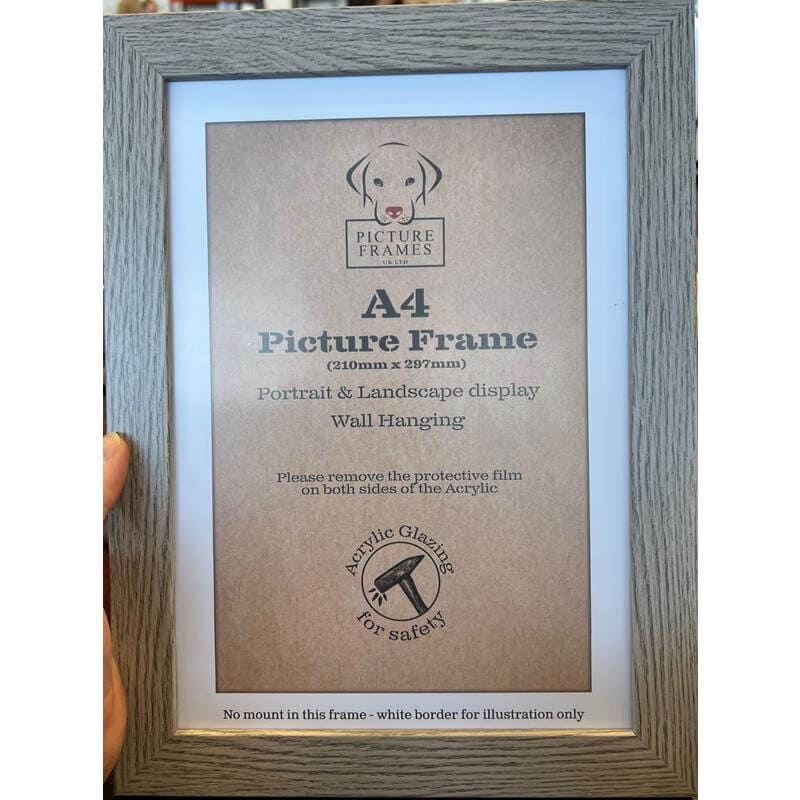 PICTURE
FRAMES
UK LTD
A4
Picture Frame
(210mm x 297mm)
Portrait & Landscape display
Wall Hanging
Please remove the protective film
on both sides of the Acrylic
Acrylic Glazing
for safety
No mount in this frame - white border for illustration only